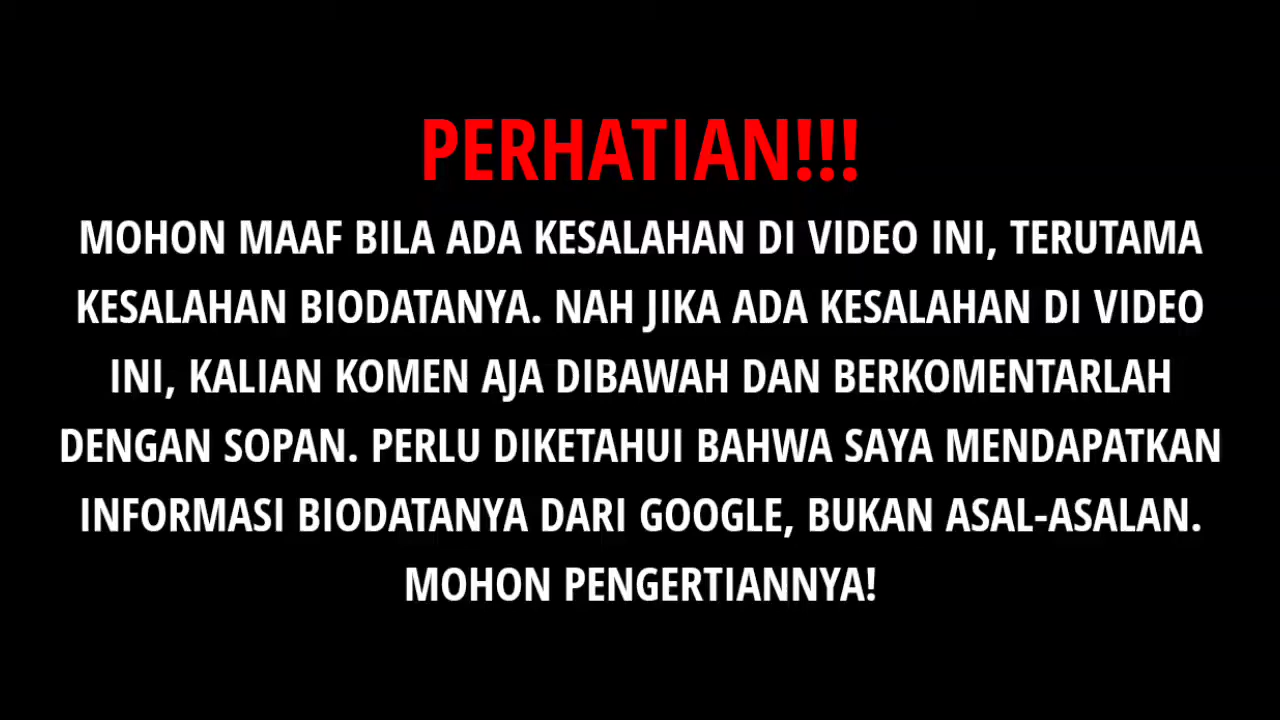 PERHATIAN!!!
MOHON MAAF BILA ADA KESALAHAN DI VIDEO INI, TERUTAMA
KESALAHAN BIODATANYA. NAH JIKA ADA KESALAHAN DI VIDEO
INI, KALIAN KOMEN AJA DIBAWAH DAN BERKOMENTARLAH
DENGAN SOPAN. PERLU DIKETAHUI BAHWA SAYA MENDAPATKAN
INFORMASI BIODATANYA DARI GOOGLE, BUKAN ASAL-ASALAN.
MOHON PENGERTIANNYA!